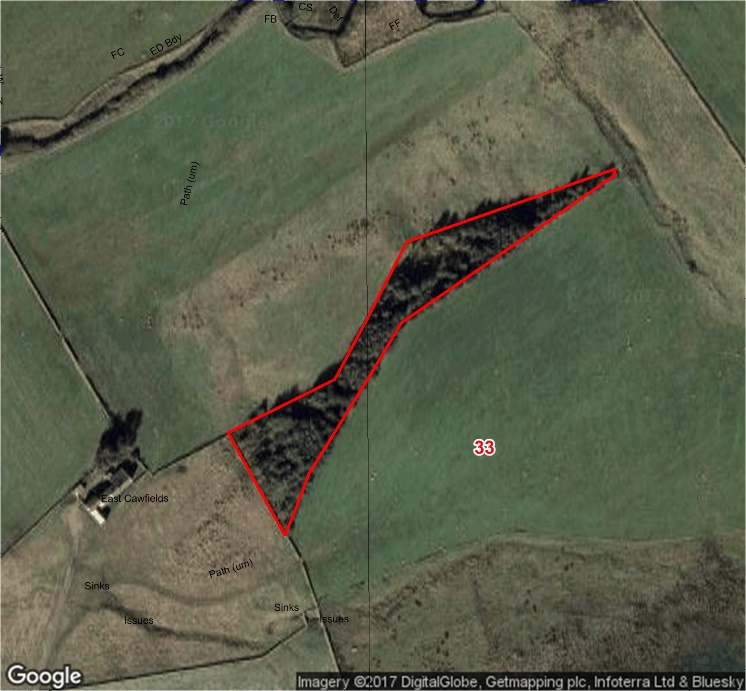 CS
FB
Def
FF
FC
ED Bdy
Path (um)
33
East Cawfields
Path (um)
Sinks
Issues
Sinks
Issues
Google
Imagery ©2017 DigitalGlobe, Getmapping plc, Infoterra Ltd & Bluesky